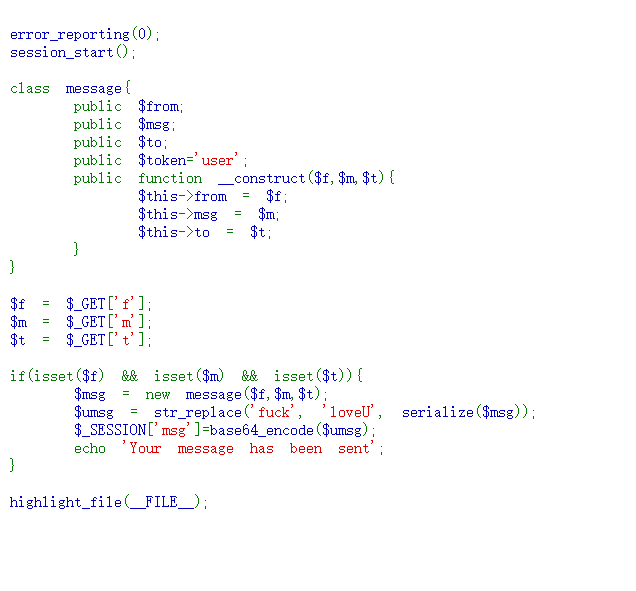 error_reporting(0);
session_start();
class message{
public $from;
public $msg;
public $to;
public $token='user';
public function __construct($f,$m,$t){
$this->from = $f;
$this->msg = $m;
$this->to = $t;
}
}
$f = $_GET['f'];
$m = $_GET['m'];
$t = $_GET['t'];
if(isset($f) && isset($m) && isset($t)){
$msg = new message($f,$m,$t);
$umsg = str_replace('fuck', 'loveU', serialize($msg));
$_SESSION['msg']=base64_encode($umsg);
echo 'Your message has been sent';
}
highlight_file(__FILE__);